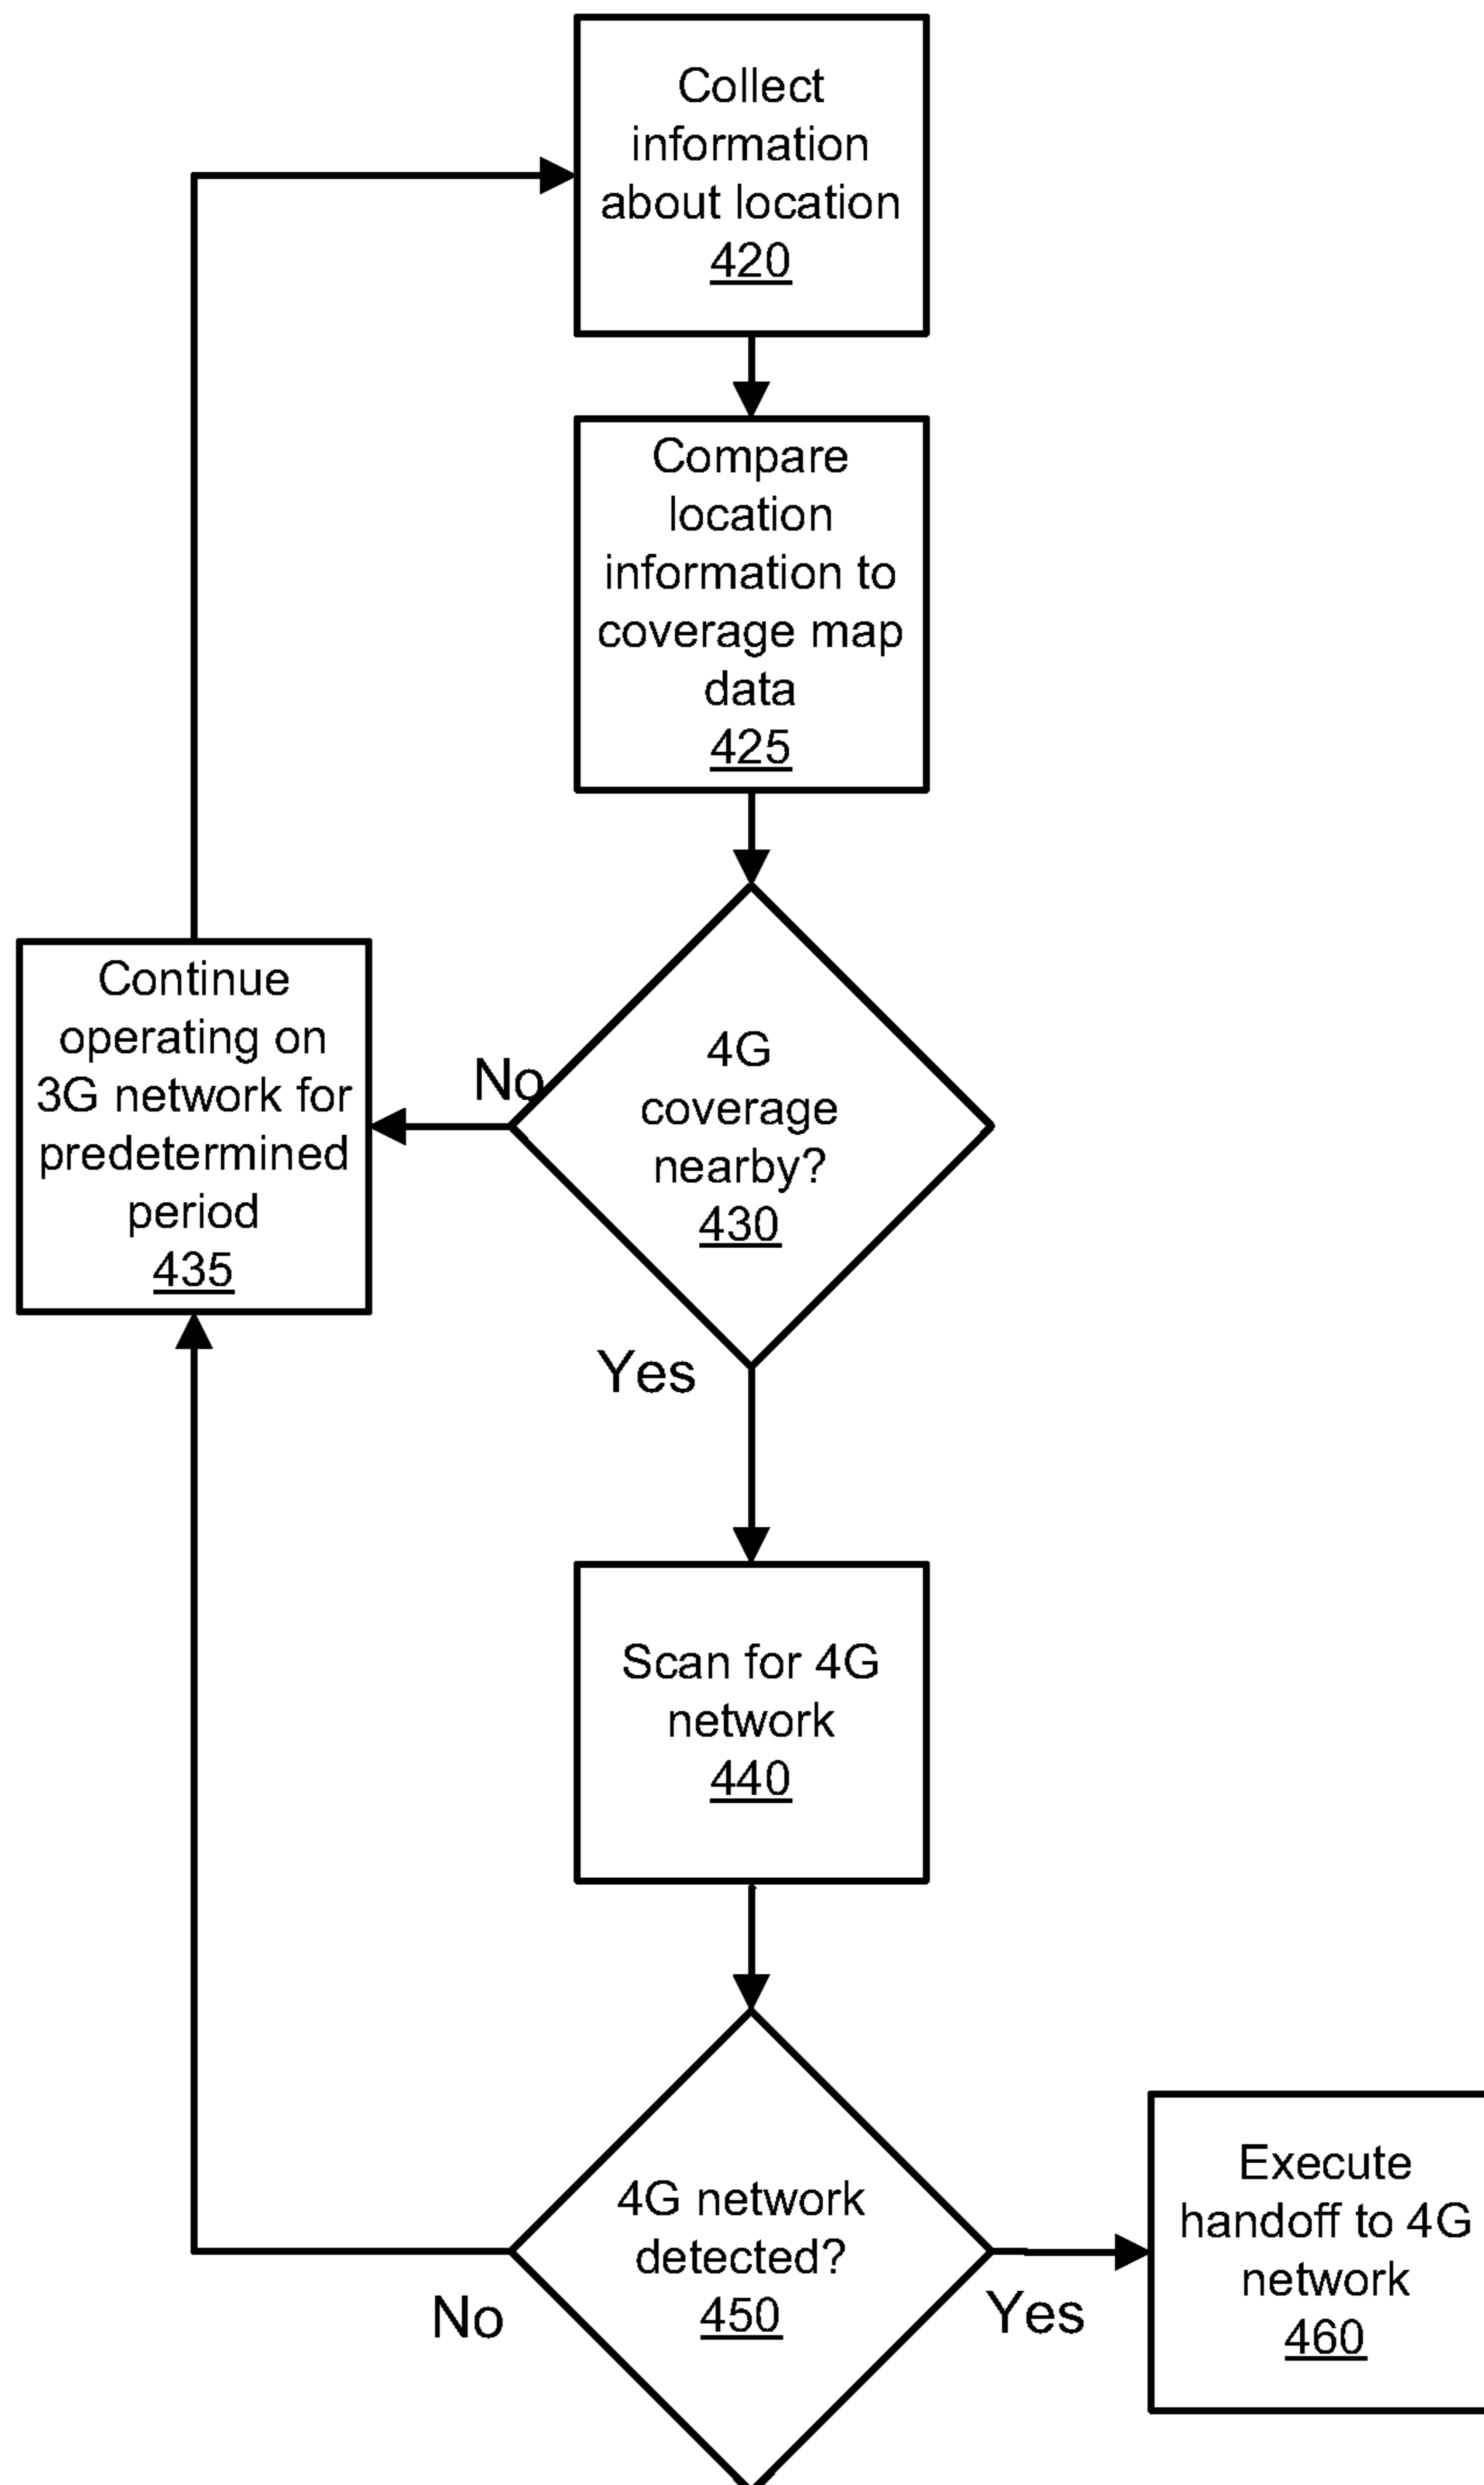 Collect
information
about location
420
Compare
location
information to
coverage map
data
425
Continue
operating on
3G network for
predetermined
period
435
No
4G
coverage
nearby?
430
Yes
Scan for 4G
network
440
4G network
detected?
450
No
Yes
Execute
handoff to 4G
network
460